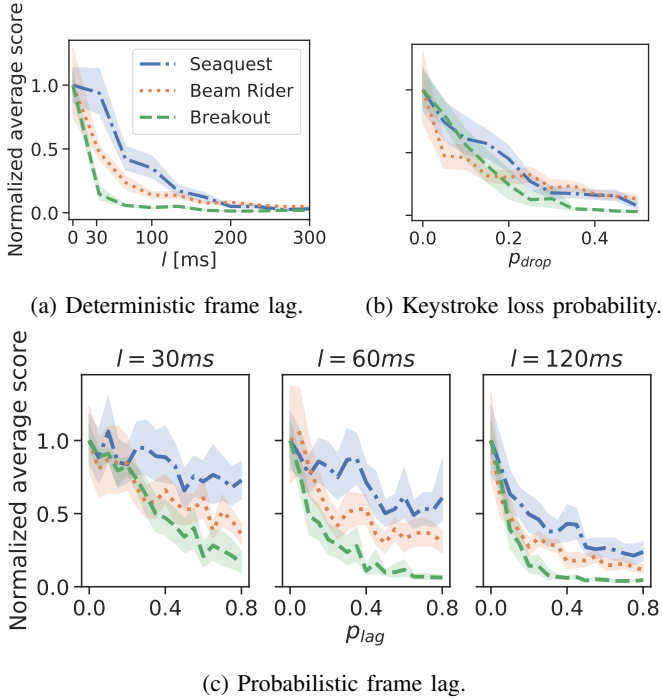 Normalized average score
1.0
0.5
0.0
Seaquest
Beam Rider
Breakout
0 30 100 200 300
l [ms]
0.0 0.2 0.4
p_drop
(a) Deterministic frame lag.
(b) Keystroke loss probability.
Normalized average score
l = 30ms
l = 60ms
l = 120ms
1.0
0.5
0.0
0.0 0.4 0.8
0.0 0.4 0.8
0.0 0.4 0.8
p_lag
(c) Probabilistic frame lag.